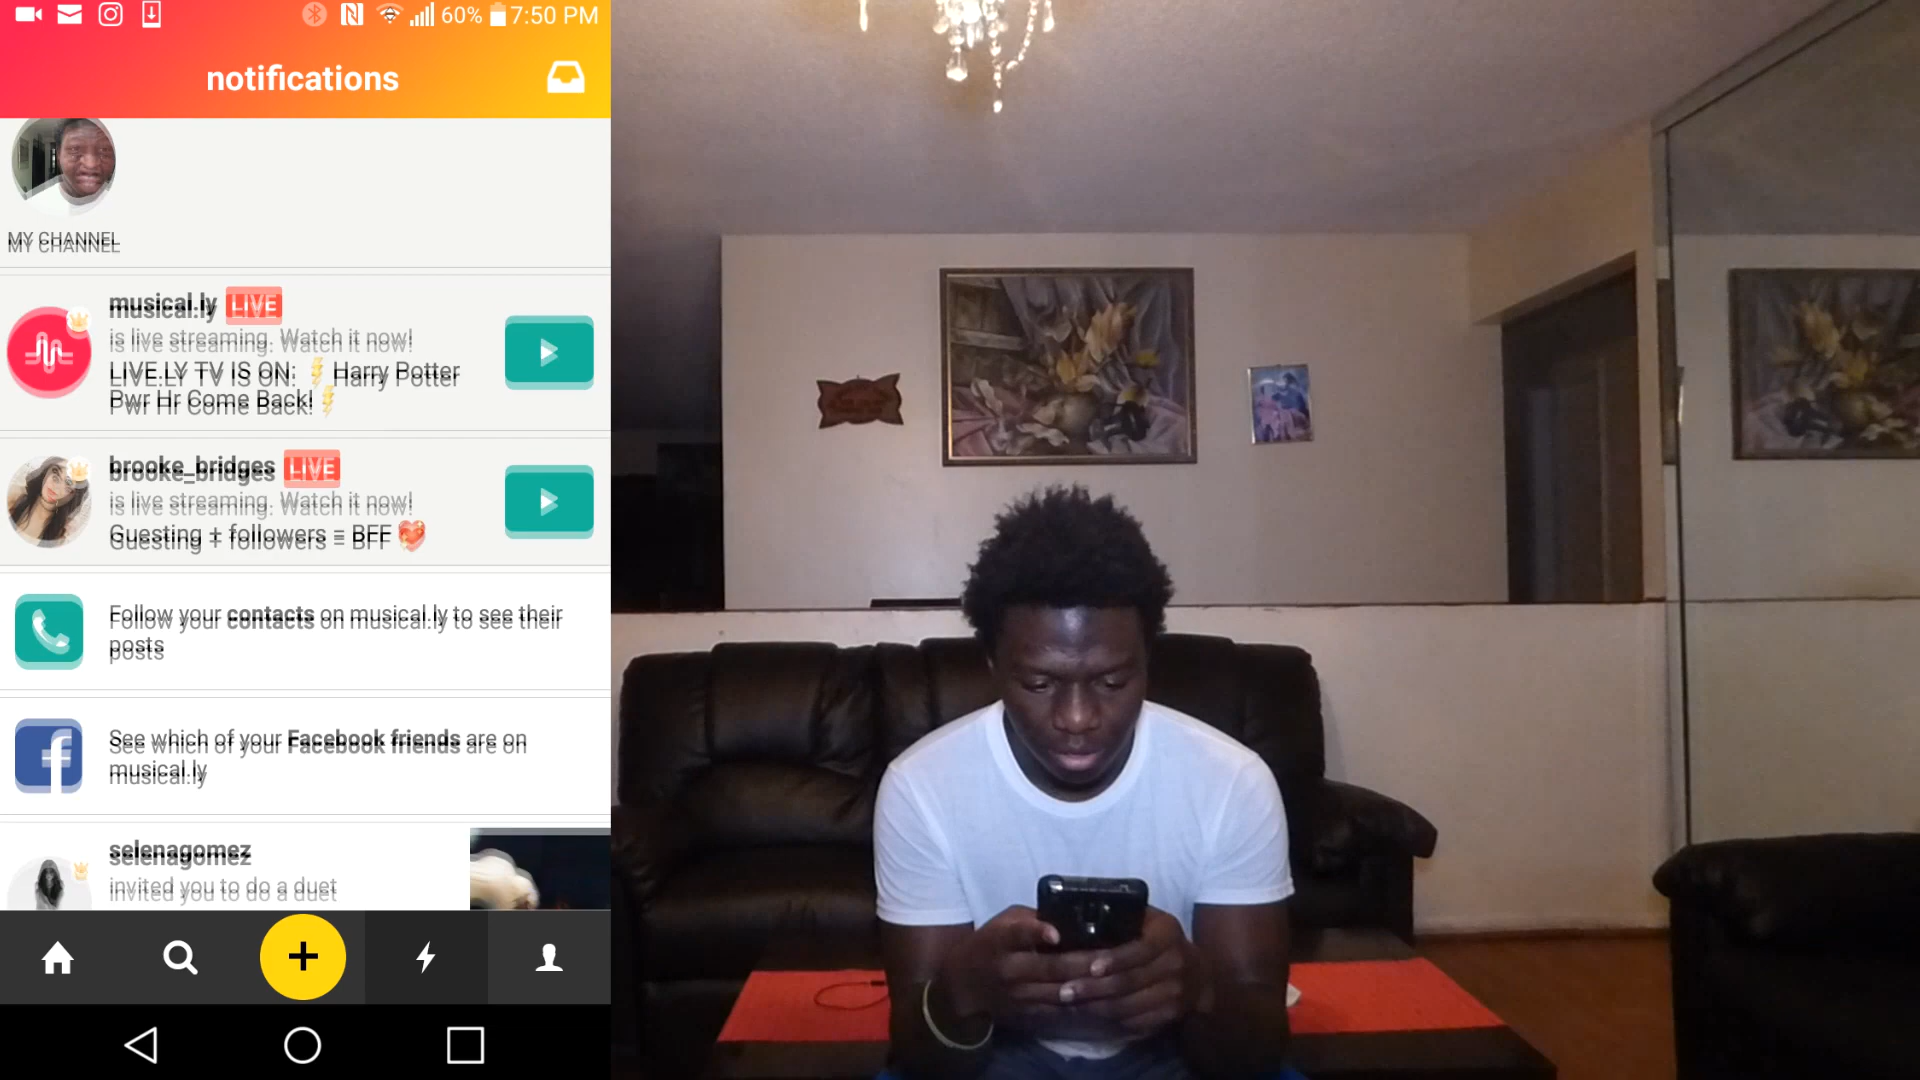 60% 7:50 PM
notifications
MY CHANNEL
musical.ly LIVE
is live streaming. Watch it now!
LIVE.LY TV IS ON: ⚡ Harry Potter
Pwr Hr Come Back! ⚡
brooke_bridges LIVE
is live streaming. Watch it now!
Guesting + followers = BFF 💖
Follow your contacts on musical.ly to see their
posts
See which of your Facebook friends are on
musical.ly
selenagomez
invited you to do a duet